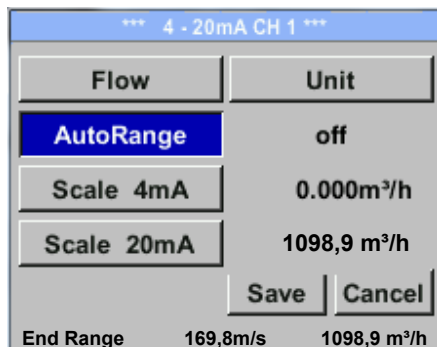 *** 4 - 20mA CH 1 ***
Flow Unit
AutoRange off
Scale 4mA 0.000m³/h
Scale 20mA 1098,9 m³/h
Save Cancel
End Range 169,8m/s 1098,9 m³/h